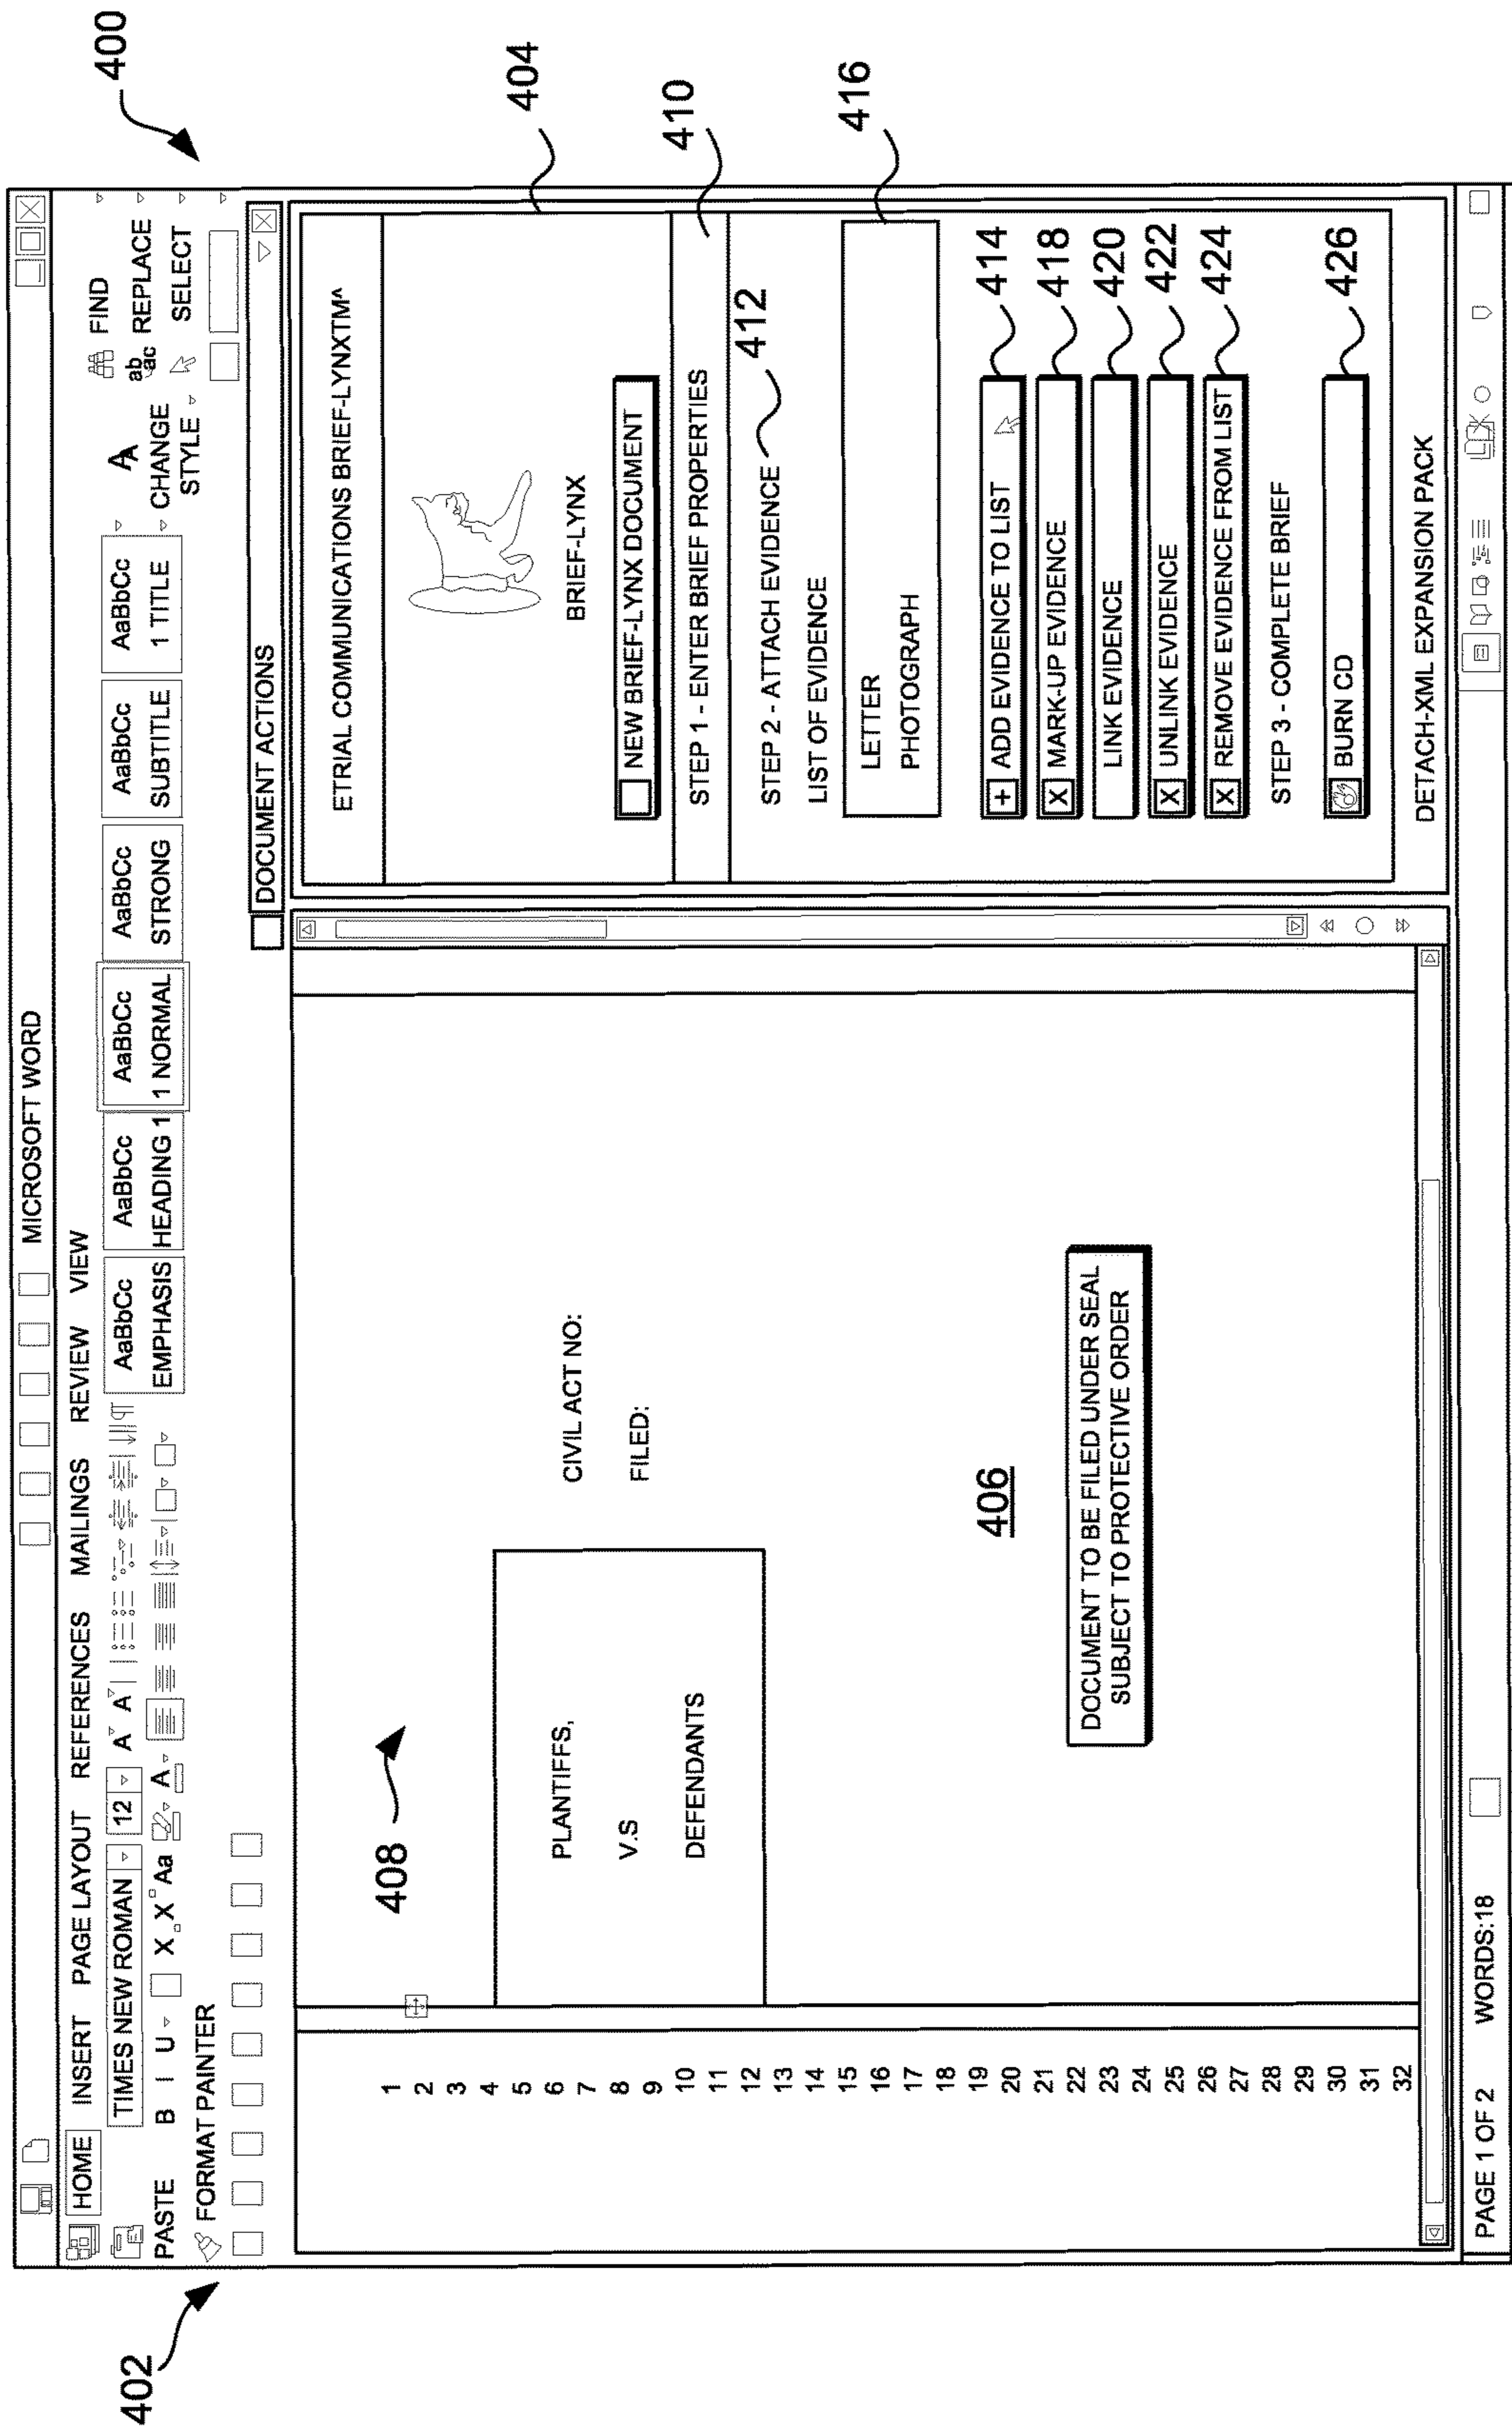 MICROSOFT WORD
HOME INSERT PAGE LAYOUT REFERENCES MAILINGS REVIEW VIEW
PASTE
TIMES NEW ROMAN 12 A A
B I U X X Aa A
FORMAT PAINTER
AaBbCc AaBbCc AaBbCc AaBbCc AaBbCc AaBbCc
EMPHASIS HEADING 1 1 NORMAL STRONG SUBTITLE 1 TITLE
A
CHANGE
STYLE
FIND
ab
ac REPLACE
SELECT
400
402
DOCUMENT ACTIONS
1
2
3
4
5
6
7
8
9
10
11
12
13
14
15
16
17
18
19
20
21
22
23
24
25
26
27
28
29
30
31
32
408
PLANTIFFS,
V.S
DEFENDANTS
CIVIL ACT NO:
FILED:
406
DOCUMENT TO BE FILED UNDER SEAL
SUBJECT TO PROTECTIVE ORDER
ETRIAL COMMUNICATIONS BRIEF-LYNXTM^
404
BRIEF-LYNX
NEW BRIEF-LYNX DOCUMENT
STEP 1 - ENTER BRIEF PROPERTIES
410
STEP 2 - ATTACH EVIDENCE
412
LIST OF EVIDENCE
LETTER
PHOTOGRAPH
416
+ ADD EVIDENCE TO LIST
414
X MARK-UP EVIDENCE
418
LINK EVIDENCE
420
X UNLINK EVIDENCE
422
X REMOVE EVIDENCE FROM LIST
424
STEP 3 - COMPLETE BRIEF
BURN CD
426
DETACH-XML EXPANSION PACK
PAGE 1 OF 2 WORDS:18